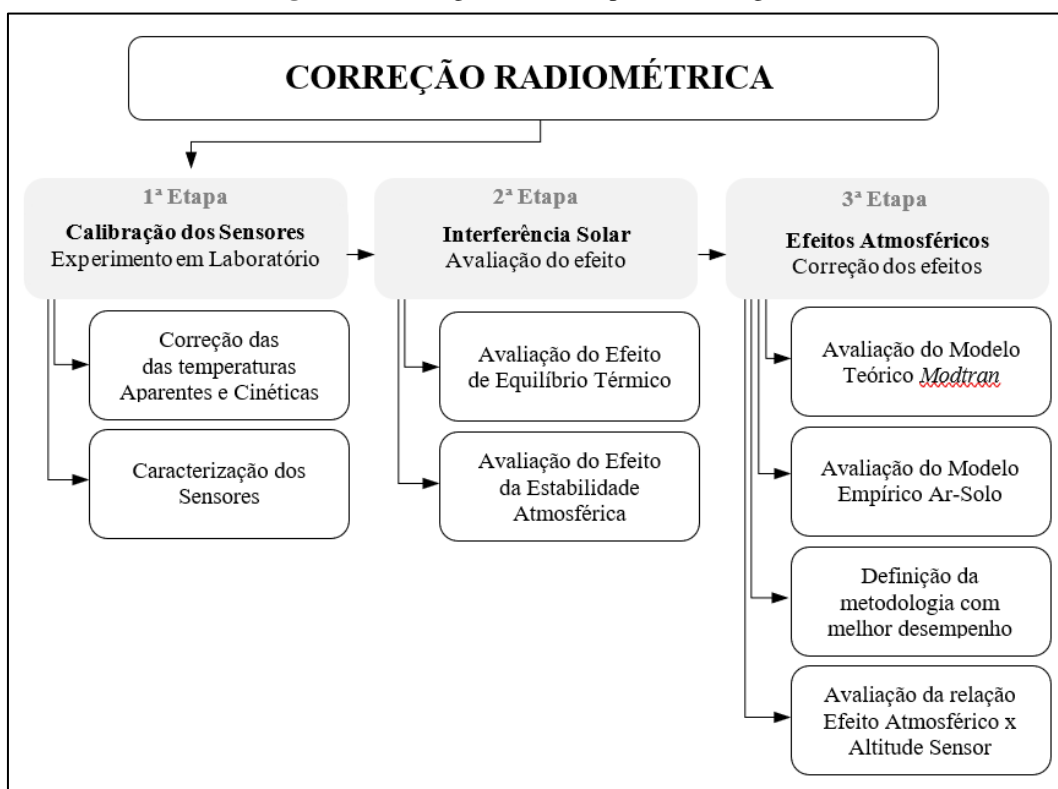 CORREÇÃO RADIOMÉTRICA
1ª Etapa
Calibração dos Sensores
Experimento em Laboratório
2ª Etapa
Interferência Solar
Avaliação do efeito
3ª Etapa
Efeitos Atmosféricos
Correção dos efeitos
Correção das
das temperaturas
Aparentes e Cinéticas
Caracterização dos
Sensores
Avaliação do Efeito
de Equilíbrio Térmico
Avaliação do Efeito
da Estabilidade
Atmosférica
Avaliação do Modelo
Teórico Modtran
Avaliação do Modelo
Empírico Ar-Solo
Definição da
metodologia com
melhor desempenho
Avaliação da relação
Efeito Atmosférico x
Altitude Sensor